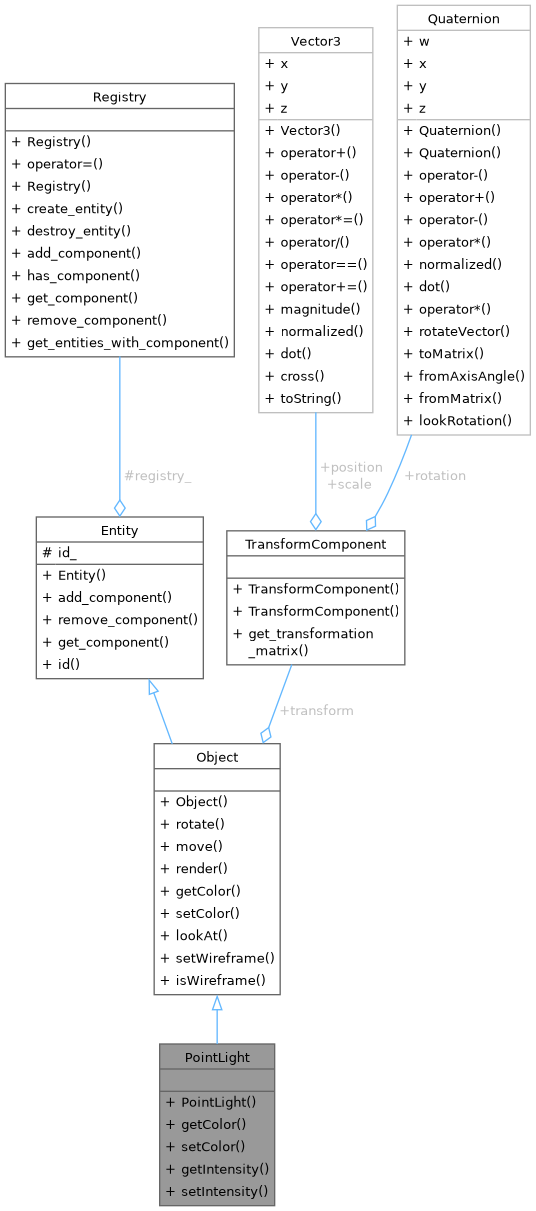 Quaternion
+ w
+ x
+ y
+ z
+ Quaternion()
+ Quaternion()
+ operator-()
+ operator+()
+ operator-()
+ operator*()
+ normalized()
+ dot()
+ operator*()
+ rotateVector()
+ toMatrix()
+ fromAxisAngle()
+ fromMatrix()
+ lookRotation()
Vector3
+ x
+ y
+ z
+ Vector3()
+ operator+()
+ operator-()
+ operator*()
+ operator*=()
+ operator/()
+ operator==()
+ operator+=()
+ magnitude()
+ normalized()
+ dot()
+ cross()
+ toString()
Registry
+ Registry()
+ operator=()
+ Registry()
+ create_entity()
+ destroy_entity()
+ add_component()
+ has_component()
+ get_component()
+ remove_component()
+ get_entities_with_component()
#registry_
+position
+scale
+rotation
Entity
# id_
+ Entity()
+ add_component()
+ remove_component()
+ get_component()
+ id()
TransformComponent
+ TransformComponent()
+ TransformComponent()
+ get_transformation
_matrix()
+transform
Object
+ Object()
+ rotate()
+ move()
+ render()
+ getColor()
+ setColor()
+ lookAt()
+ setWireframe()
+ isWireframe()
PointLight
+ PointLight()
+ getColor()
+ setColor()
+ getIntensity()
+ setIntensity()